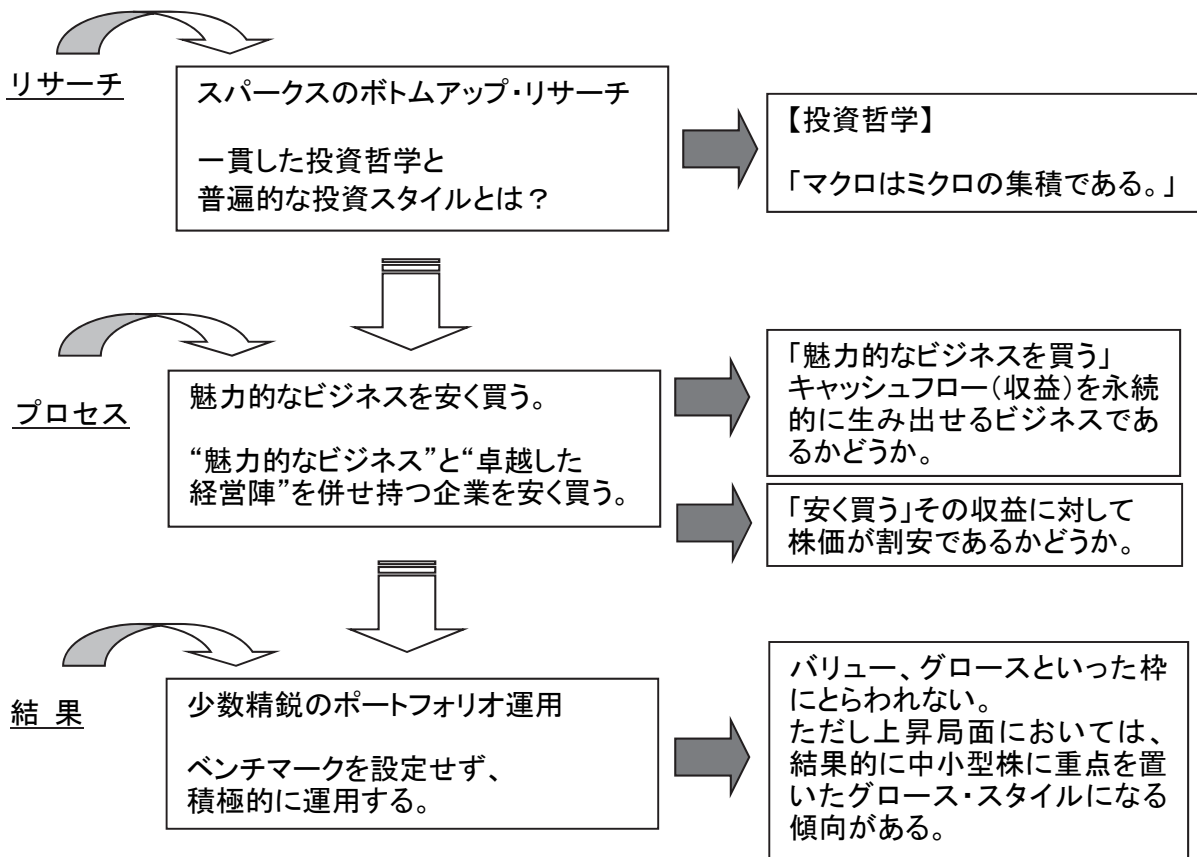 リサーチ
スパークスのボトムアップ・リサーチ
一貫した投資哲学と
普遍的な投資スタイルとは？
【投資哲学】
「マクロはミクロの集積である。」
プロセス
魅力的なビジネスを安く買う。
“魅力的なビジネス”と“卓越した
経営陣”を併せ持つ企業を安く買う。
「魅力的なビジネスを買う」
キャッシュフロー（収益）を永続
的に生み出せるビジネスであ
るかどうか。
「安く買う」その収益に対して
株価が割安であるかどうか。
結 果
少数精鋭のポートフォリオ運用
ベンチマークを設定せず、
積極的に運用する。
バリュー、グロースといった枠
にとらわれない。
ただし上昇局面においては、
結果的に中小型株に重点を置
いたグロース・スタイルになる
傾向がある。